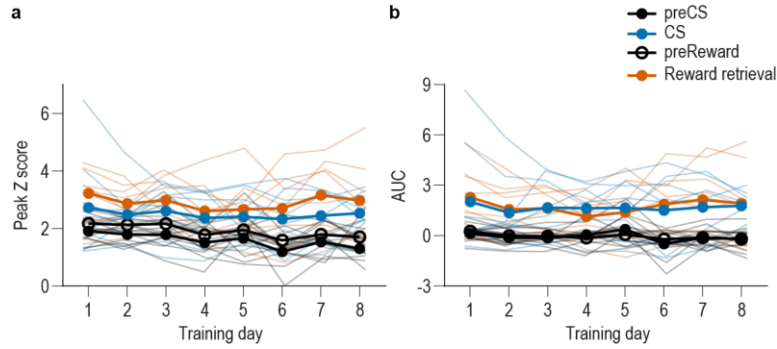 a
b
preCS
CS
preReward
Reward retrieval
Peak Z score
6
4
2
0
1 2 3 4 5 6 7 8
Training day
AUC
9
6
3
0
-3
1 2 3 4 5 6 7 8
Training day